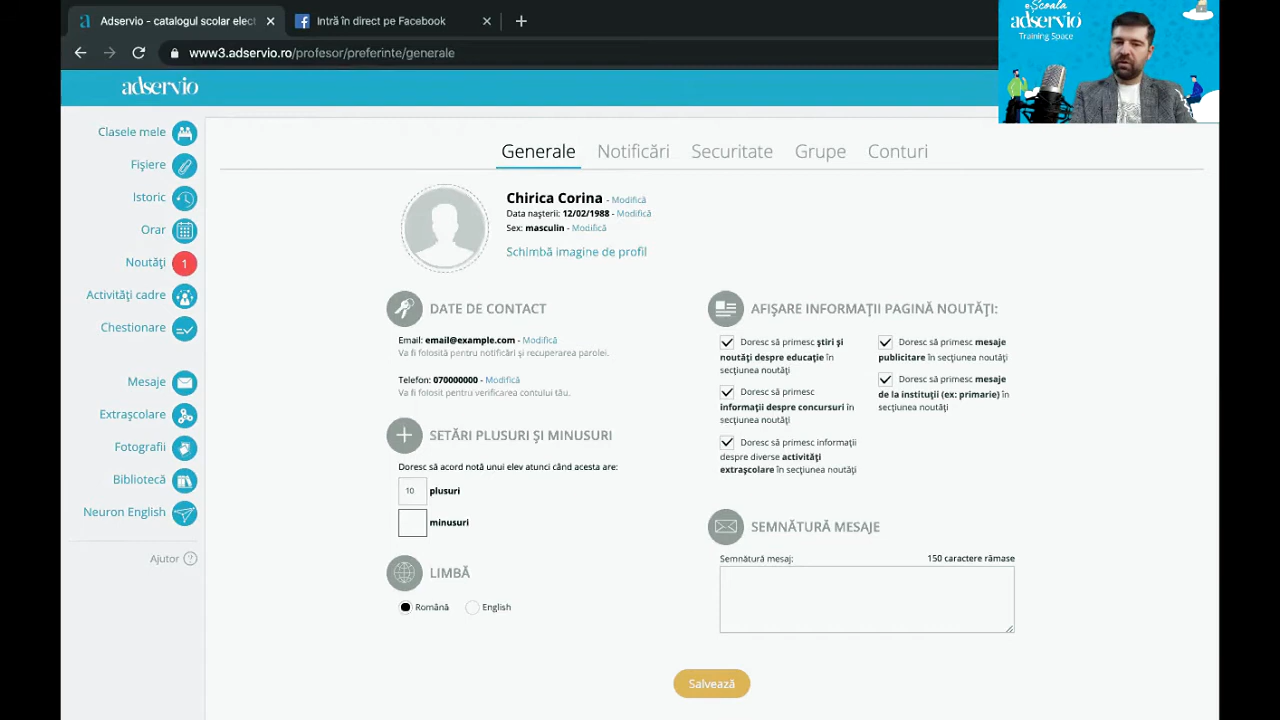 Adservio - catalogul scolar elect
Intră în direct pe Facebook
www3.adservio.ro/profesor/preferinte/generale
e-Școala
adservio
Training Space
adservio
Clasele mele
Fișiere
Istoric
Orar
Noutăți 1
Activități cadre
Chestionare
Mesaje
Extrașcolare
Fotografii
Bibliotecă
Neuron English
Ajutor ?
Generale Notificări Securitate Grupe Conturi
Chirica Corina - Modifică
Data nașterii: 12/02/1988 - Modifică
Sex: masculin - Modifică
Schimbă imagine de profil
DATE DE CONTACT
Email: email@example.com - Modifică
Va fi folosită pentru notificări și recuperarea parolei.
Telefon: 070000000 - Modifică
Va fi folosit pentru verificarea contului tău.
SETĂRI PLUSURI ȘI MINUSURI
Doresc să acord notă unui elev atunci când acesta are:
10 plusuri
minusuri
LIMBĂ
Română English
AFIȘARE INFORMAȚII PAGINĂ NOUTĂȚI:
Doresc să primesc știri și
noutăți despre educație în
secțiunea noutăți
Doresc să primesc
informații despre concursuri în
secțiunea noutăți
Doresc să primesc informații
despre diverse activități
extrașcolare în secțiunea noutăți
Doresc să primesc mesaje
publicitare în secțiunea noutăți
Doresc să primesc mesaje
de la instituții (ex: primarie) în
secțiunea noutăți
SEMNĂTURĂ MESAJE
Semnătură mesaj: 150 caractere rămase
Salvează